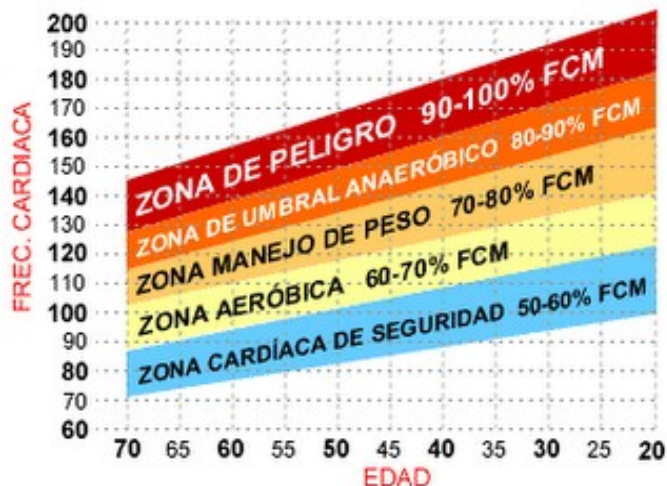 200
190
180
170
160
150
140
130
120
110
100
90
80
70
60
FREC. CARDIACA
ZONA DE PELIGRO 90-100% FCM
ZONA DE UMBRAL ANAERÓBICO 80-90% FCM
ZONA MANEJO DE PESO 70-80% FCM
ZONA AERÓBICA 60-70% FCM
ZONA CARDÍACA DE SEGURIDAD 50-60% FCM
70 65 60 55 50 45 40 35 30 25 20
EDAD